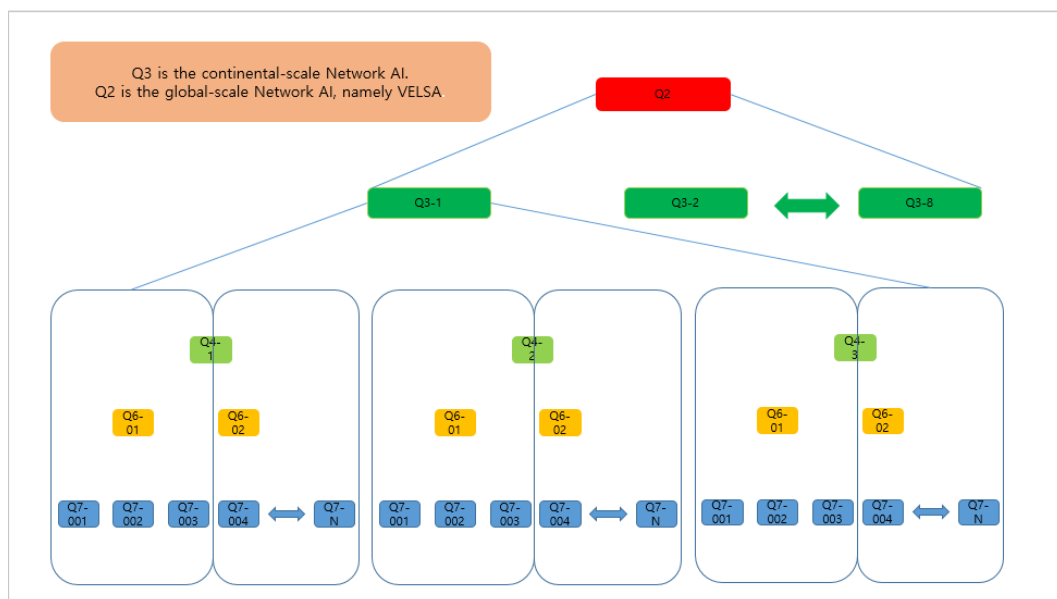 Q3 is the continental-scale Network AI.
Q2 is the global-scale Network AI, namely VELSA.
Q2
Q3-1
Q3-2
Q3-8
Q4-
1
Q4-
2
Q4-
3
Q6-
01
Q6-
02
Q6-
01
Q6-
02
Q6-
01
Q6-
02
Q7-
001
Q7-
002
Q7-
003
Q7-
004
Q7-
N
Q7-
001
Q7-
002
Q7-
003
Q7-
004
Q7-
N
Q7-
001
Q7-
002
Q7-
003
Q7-
004
Q7-
N